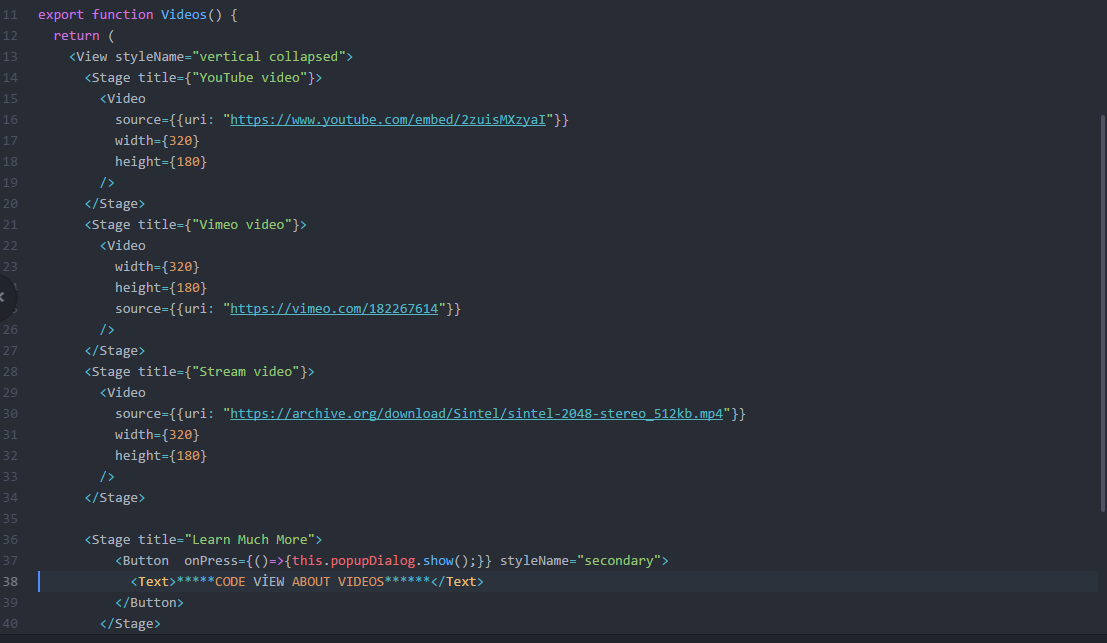 11 export function Videos() {
12 return (
13 <View styleName="vertical collapsed">
14 <Stage title={"YouTube video"}>
15 <Video
16 source={{uri: "https://www.youtube.com/embed/2zuisMXzyaI"}}
17 width={320}
18 height={180}
19 />
20 </Stage>
21 <Stage title={"Vimeo video"}>
22 <Video
23 width={320}
height={180}
source={{uri: "https://vimeo.com/182267614"}}
26 />
27 </Stage>
28 <Stage title={"Stream video"}>
29 <Video
30 source={{uri: "https://archive.org/download/Sintel/sintel-2048-stereo_512kb.mp4"}}
31 width={320}
32 height={180}
33 />
34 </Stage>
35
36 <Stage title="Learn Much More">
37 <Button  onPress={()=>{this.popupDialog.show();}} styleName="secondary">
38 <Text>*****CODE VİEW ABOUT VIDEOS******</Text>
39 </Button>
40 </Stage>